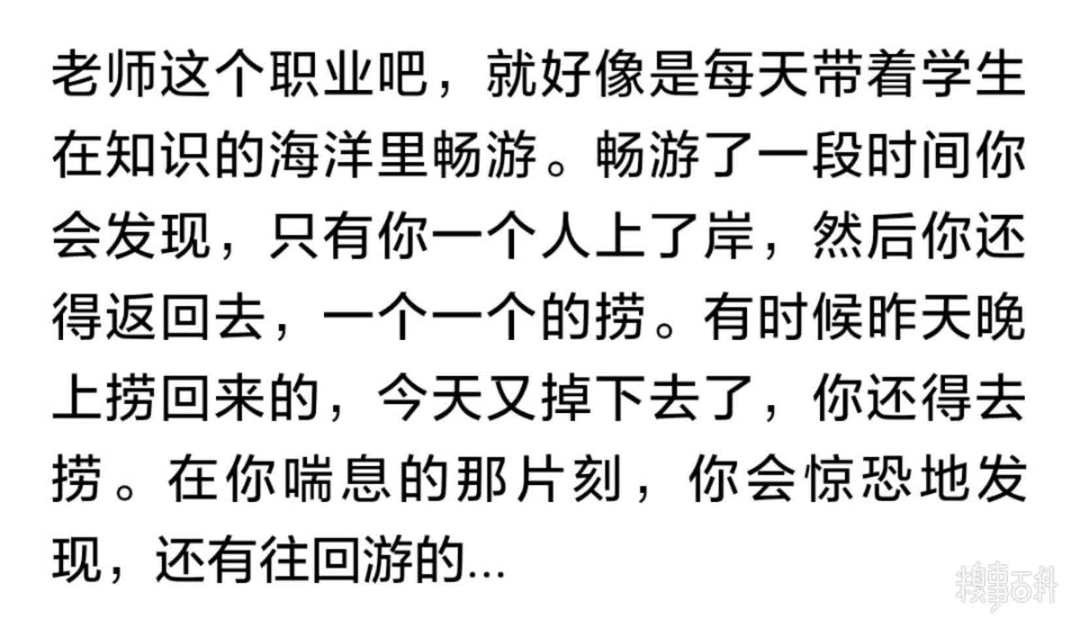 老师这个职业吧，就好像是每天带着学生
在知识的海洋里畅游。畅游了一段时间你
会发现，只有你一个人上了岸，然后你还
得返回去，一个一个的捞。有时候昨天晚
上捞回来的，今天又掉下去了，你还得去
捞。在你喘息的那片刻，你会惊恐地发
现，还有往回游的...
糗事百科